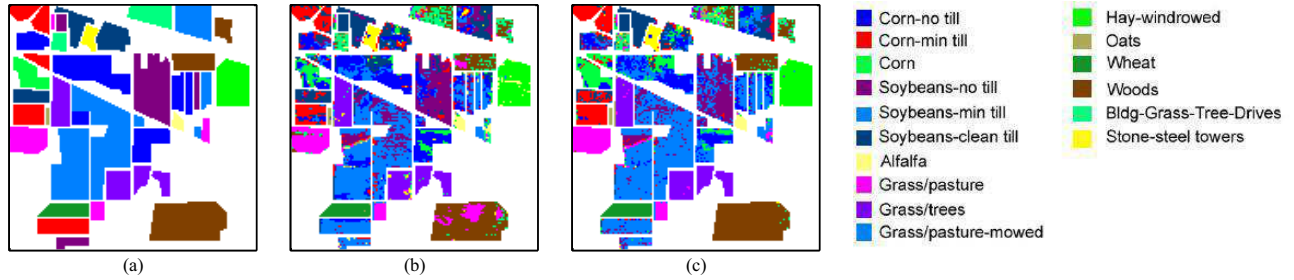 Corn-no till
Corn-min till
Corn
Soybeans-no till
Soybeans-min till
Soybeans-clean till
Alfalfa
Grass/pasture
Grass/trees
Grass/pasture-mowed
Hay-windrowed
Oats
Wheat
Woods
Bldg-Grass-Tree-Drives
Stone-steel towers
(a)
(b)
(c)